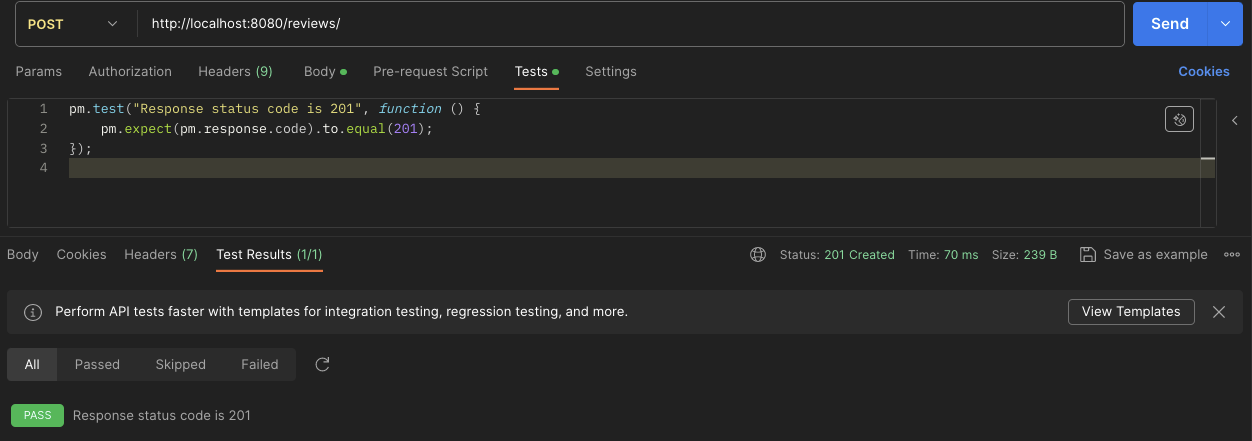 POST http://localhost:8080/reviews/ Send
Params Authorization Headers (9) Body Pre-request Script Tests Settings Cookies
1 pm.test("Response status code is 201", function () {
2 pm.expect(pm.response.code).to.equal(201);
3 });
4
Body Cookies Headers (7) Test Results (1/1) Status: 201 Created Time: 70 ms Size: 239 B Save as example
Perform API tests faster with templates for integration testing, regression testing, and more. View Templates
All Passed Skipped Failed
PASS Response status code is 201